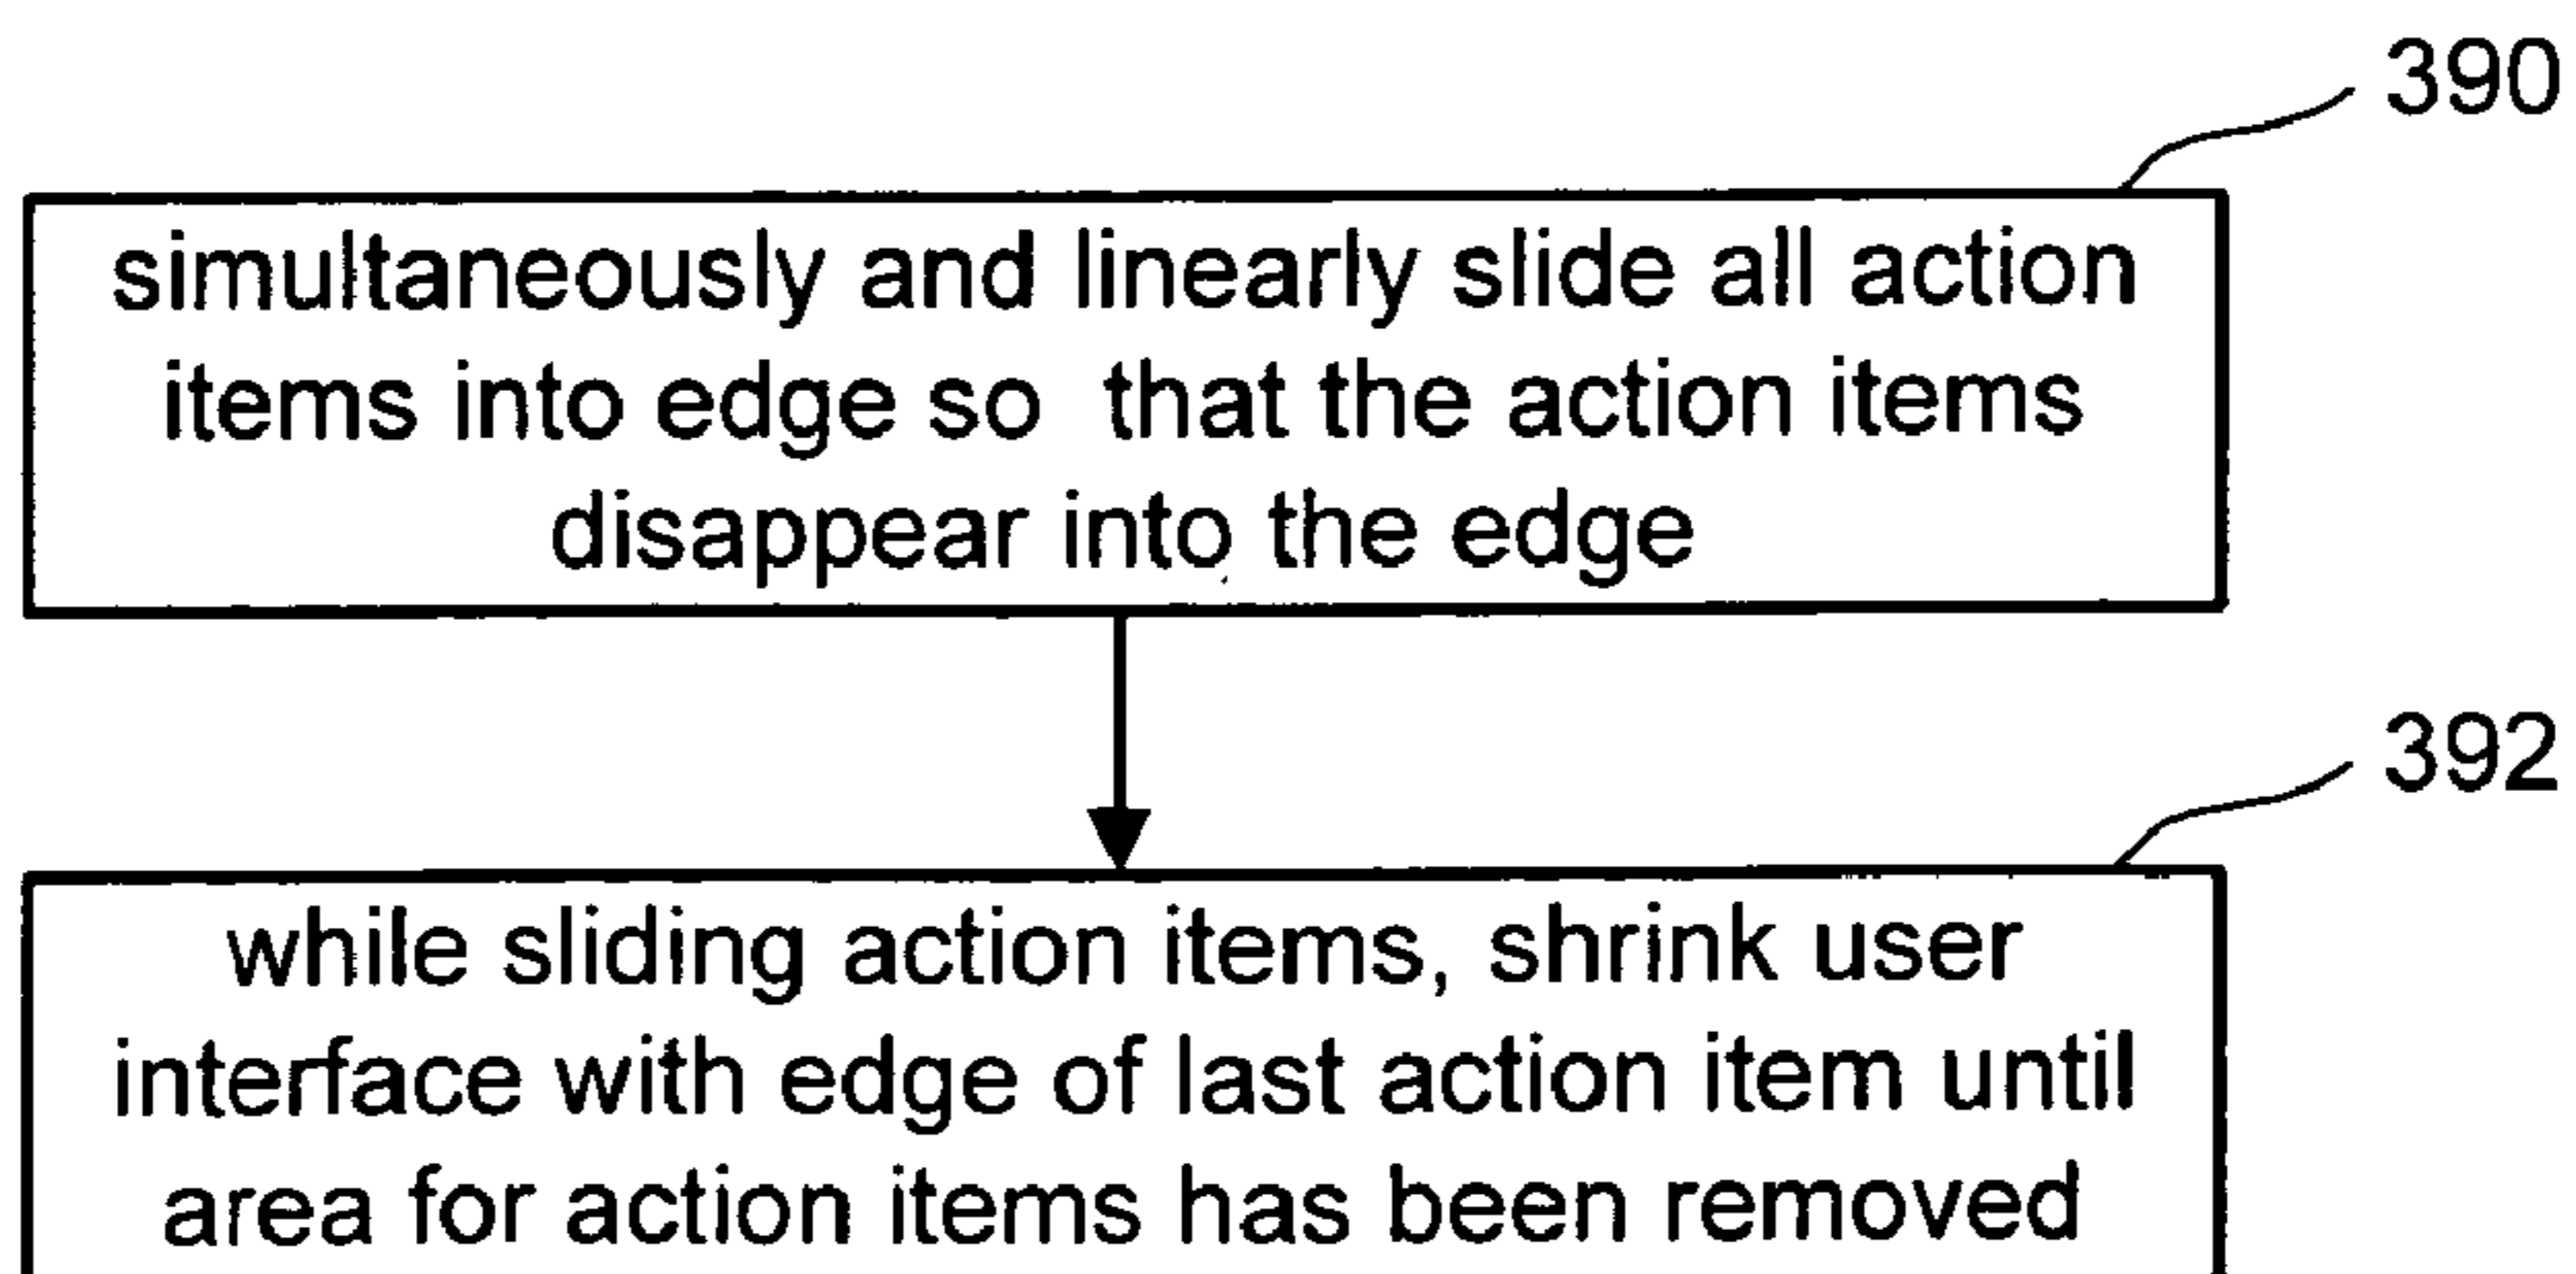 390
simultaneously and linearly slide all action
items into edge so that the action items
disappear into the edge
392
while sliding action items, shrink user
interface with edge of last action item until
area for action items has been removed